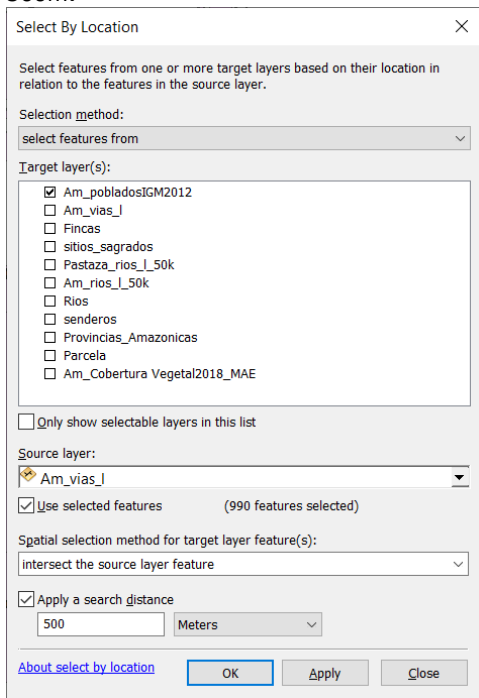 Select By Location
Select features from one or more target layers based on their location in
relation to the features in the source layer.
Selection method:
select features from
Target layer(s):
Am_pobladosIGM2012
Am_vias_l
Fincas
sitios_sagrados
Pastaza_rios_l_50k
Am_rios_l_50k
Rios
senderos
Provincias_Amazonicas
Parcela
Am_Cobertura Vegetal2018_MAE
Only show selectable layers in this list
Source layer:
Am_vias_l
Use selected features (990 features selected)
Spatial selection method for target layer feature(s):
intersect the source layer feature
Apply a search distance
500 Meters
About select by location OK Apply Close